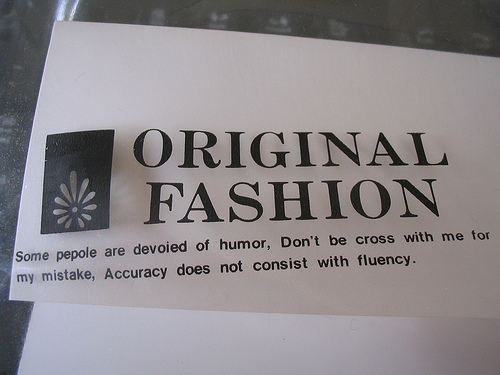 ORIGINAL
FASHION
Some pepole are devoied of humor, Don't be cross with me for
my mistake, Accuracy does not consist with fluency.